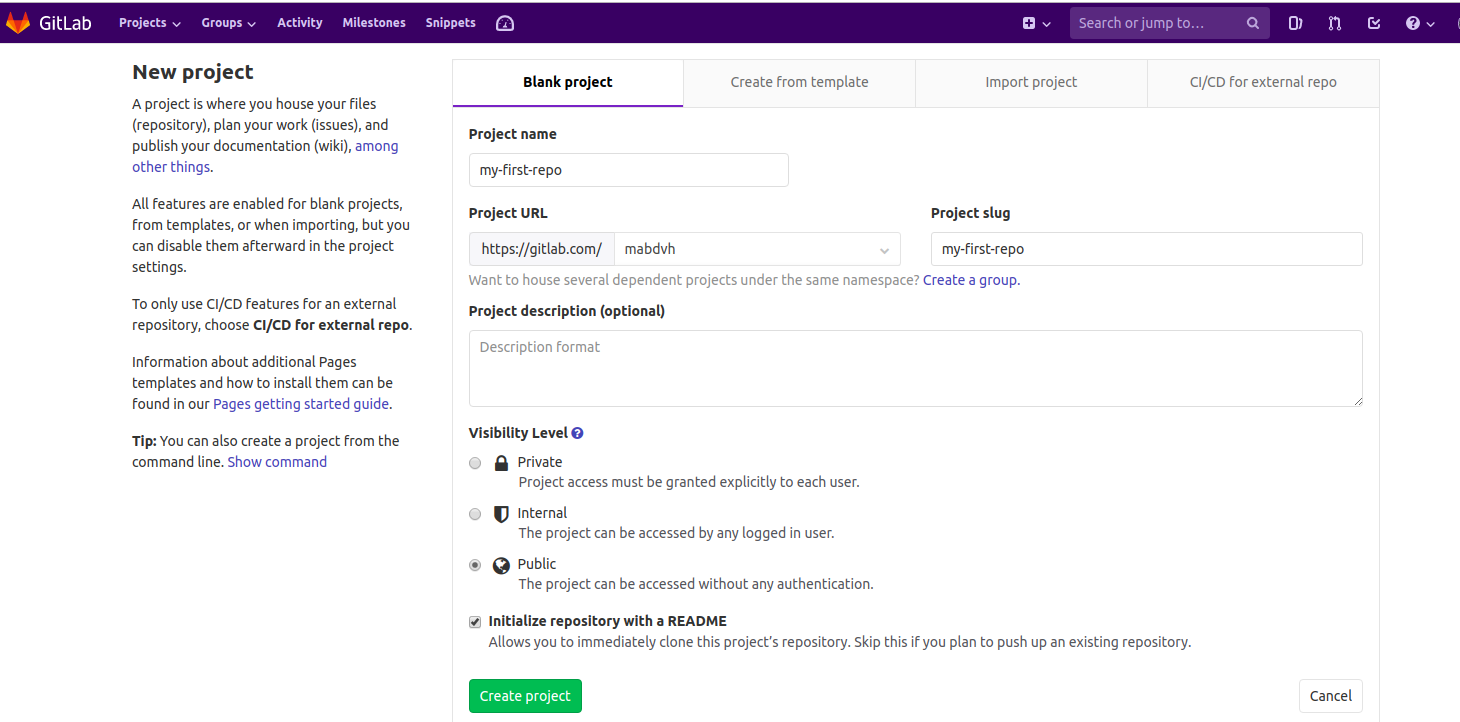 GitLab Projects Groups Activity Milestones Snippets Search or jump to…
New project
A project is where you house your files
(repository), plan your work (issues), and
publish your documentation (wiki), among
other things.
All features are enabled for blank projects,
from templates, or when importing, but you
can disable them afterward in the project
settings.
To only use CI/CD features for an external
repository, choose CI/CD for external repo.
Information about additional Pages
templates and how to install them can be
found in our Pages getting started guide.
Tip: You can also create a project from the
command line. Show command
Blank project Create from template Import project CI/CD for external repo
Project name
my-first-repo
Project URL Project slug
https://gitlab.com/ mabdvh my-first-repo
Want to house several dependent projects under the same namespace? Create a group.
Project description (optional)
Description format
Visibility Level
Private
Project access must be granted explicitly to each user.
Internal
The project can be accessed by any logged in user.
Public
The project can be accessed without any authentication.
Initialize repository with a README
Allows you to immediately clone this project's repository. Skip this if you plan to push up an existing repository.
Create project Cancel